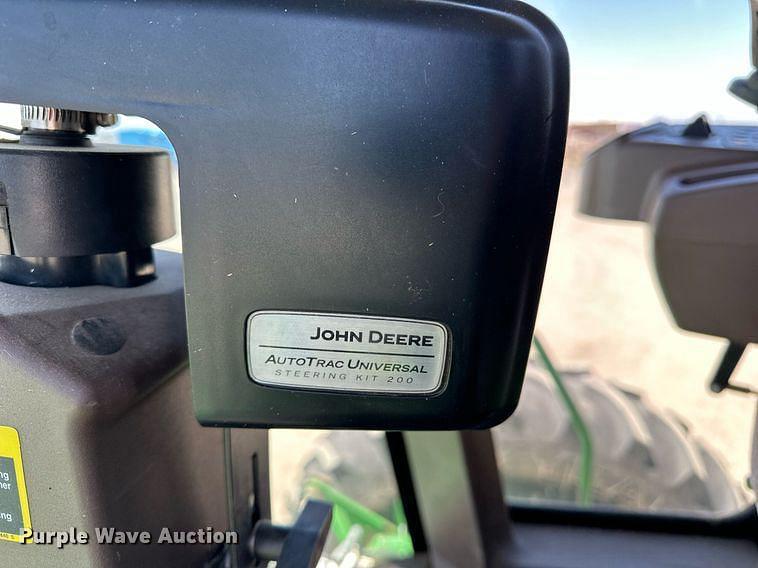 JOHN DEERE
AUTOTRAC UNIVERSAL
STEERING KIT 200
Purple Wave Auction